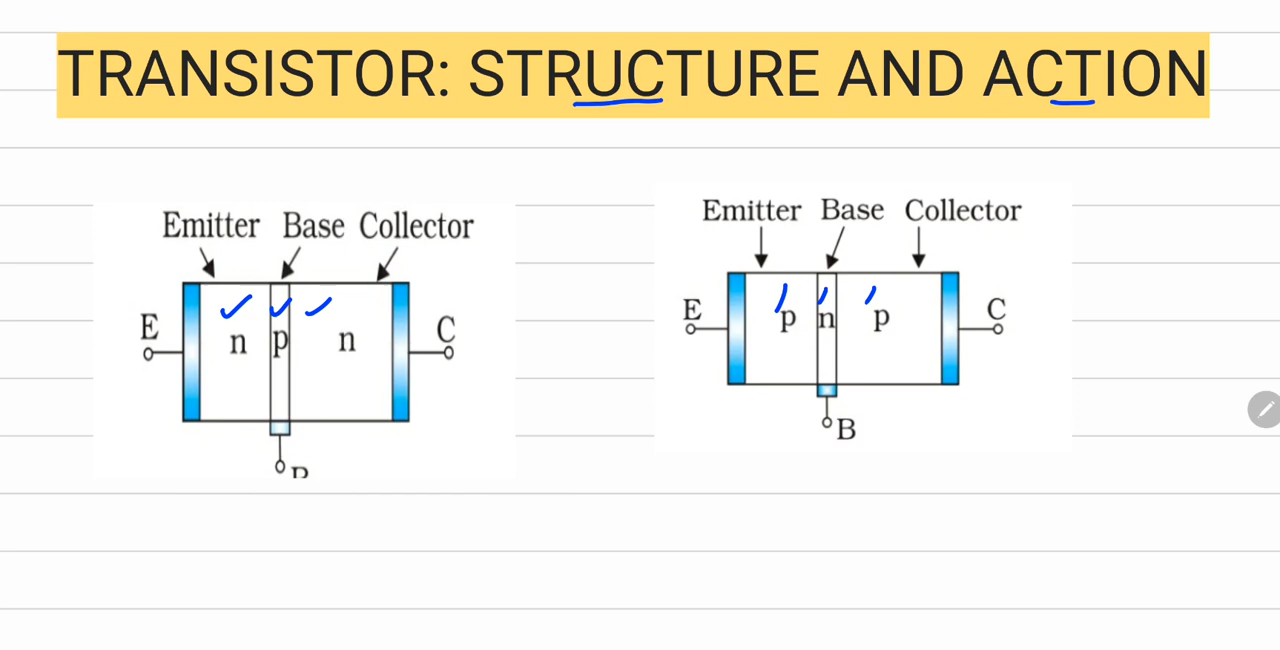 TRANSISTOR: STRUCTURE AND ACTION
Emitter Base Collector
E n p n C
Emitter Base Collector
E p n p C
B